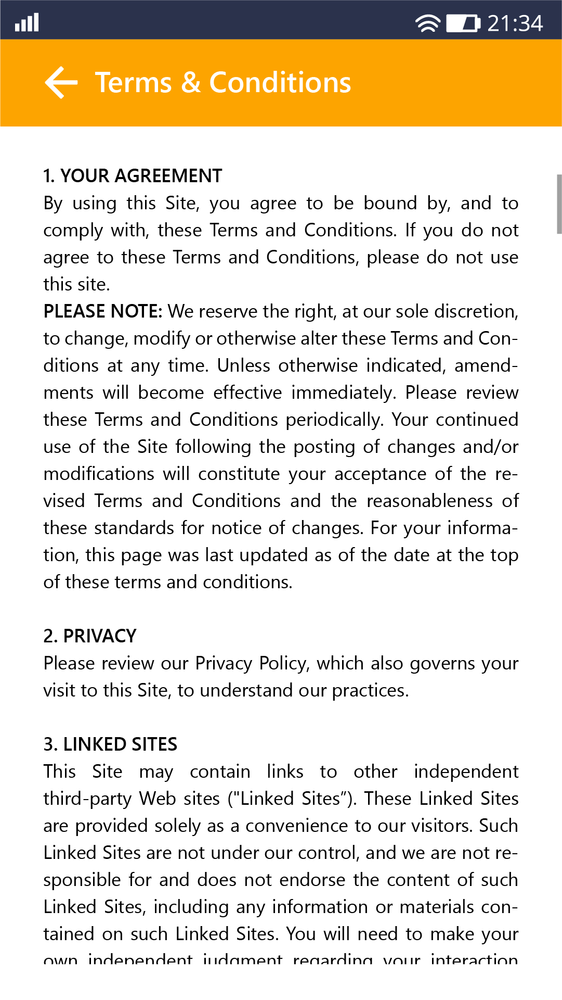 21:34
Terms & Conditions
1. YOUR AGREEMENT
By using this Site, you agree to be bound by, and to
comply with, these Terms and Conditions. If you do not
agree to these Terms and Conditions, please do not use
this site.
PLEASE NOTE: We reserve the right, at our sole discretion,
to change, modify or otherwise alter these Terms and Con-
ditions at any time. Unless otherwise indicated, amend-
ments will become effective immediately. Please review
these Terms and Conditions periodically. Your continued
use of the Site following the posting of changes and/or
modifications will constitute your acceptance of the re-
vised Terms and Conditions and the reasonableness of
these standards for notice of changes. For your informa-
tion, this page was last updated as of the date at the top
of these terms and conditions.
2. PRIVACY
Please review our Privacy Policy, which also governs your
visit to this Site, to understand our practices.
3. LINKED SITES
This Site may contain links to other independent
third-party Web sites ("Linked Sites”). These Linked Sites
are provided solely as a convenience to our visitors. Such
Linked Sites are not under our control, and we are not re-
sponsible for and does not endorse the content of such
Linked Sites, including any information or materials con-
tained on such Linked Sites. You will need to make your
own independent judgment regarding your interaction